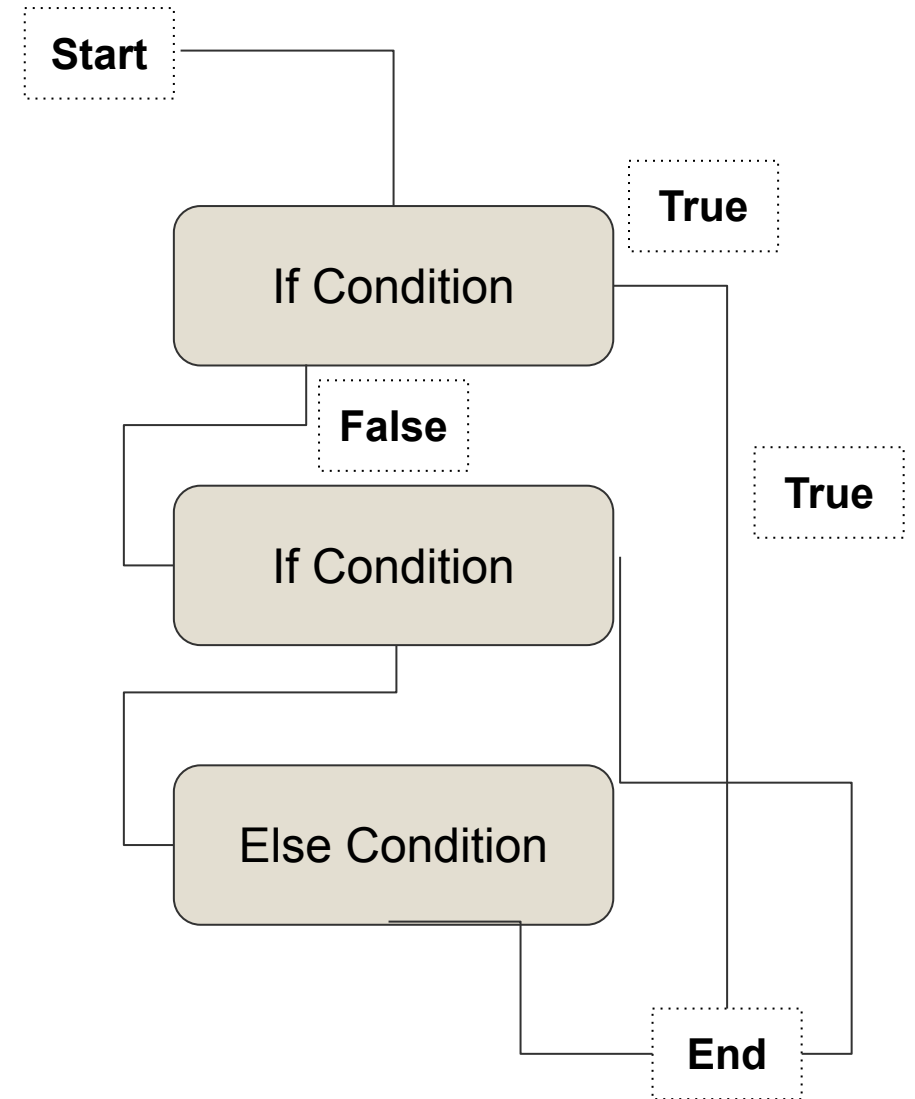 Start
True
If Condition
False
True
If Condition
Else Condition
End